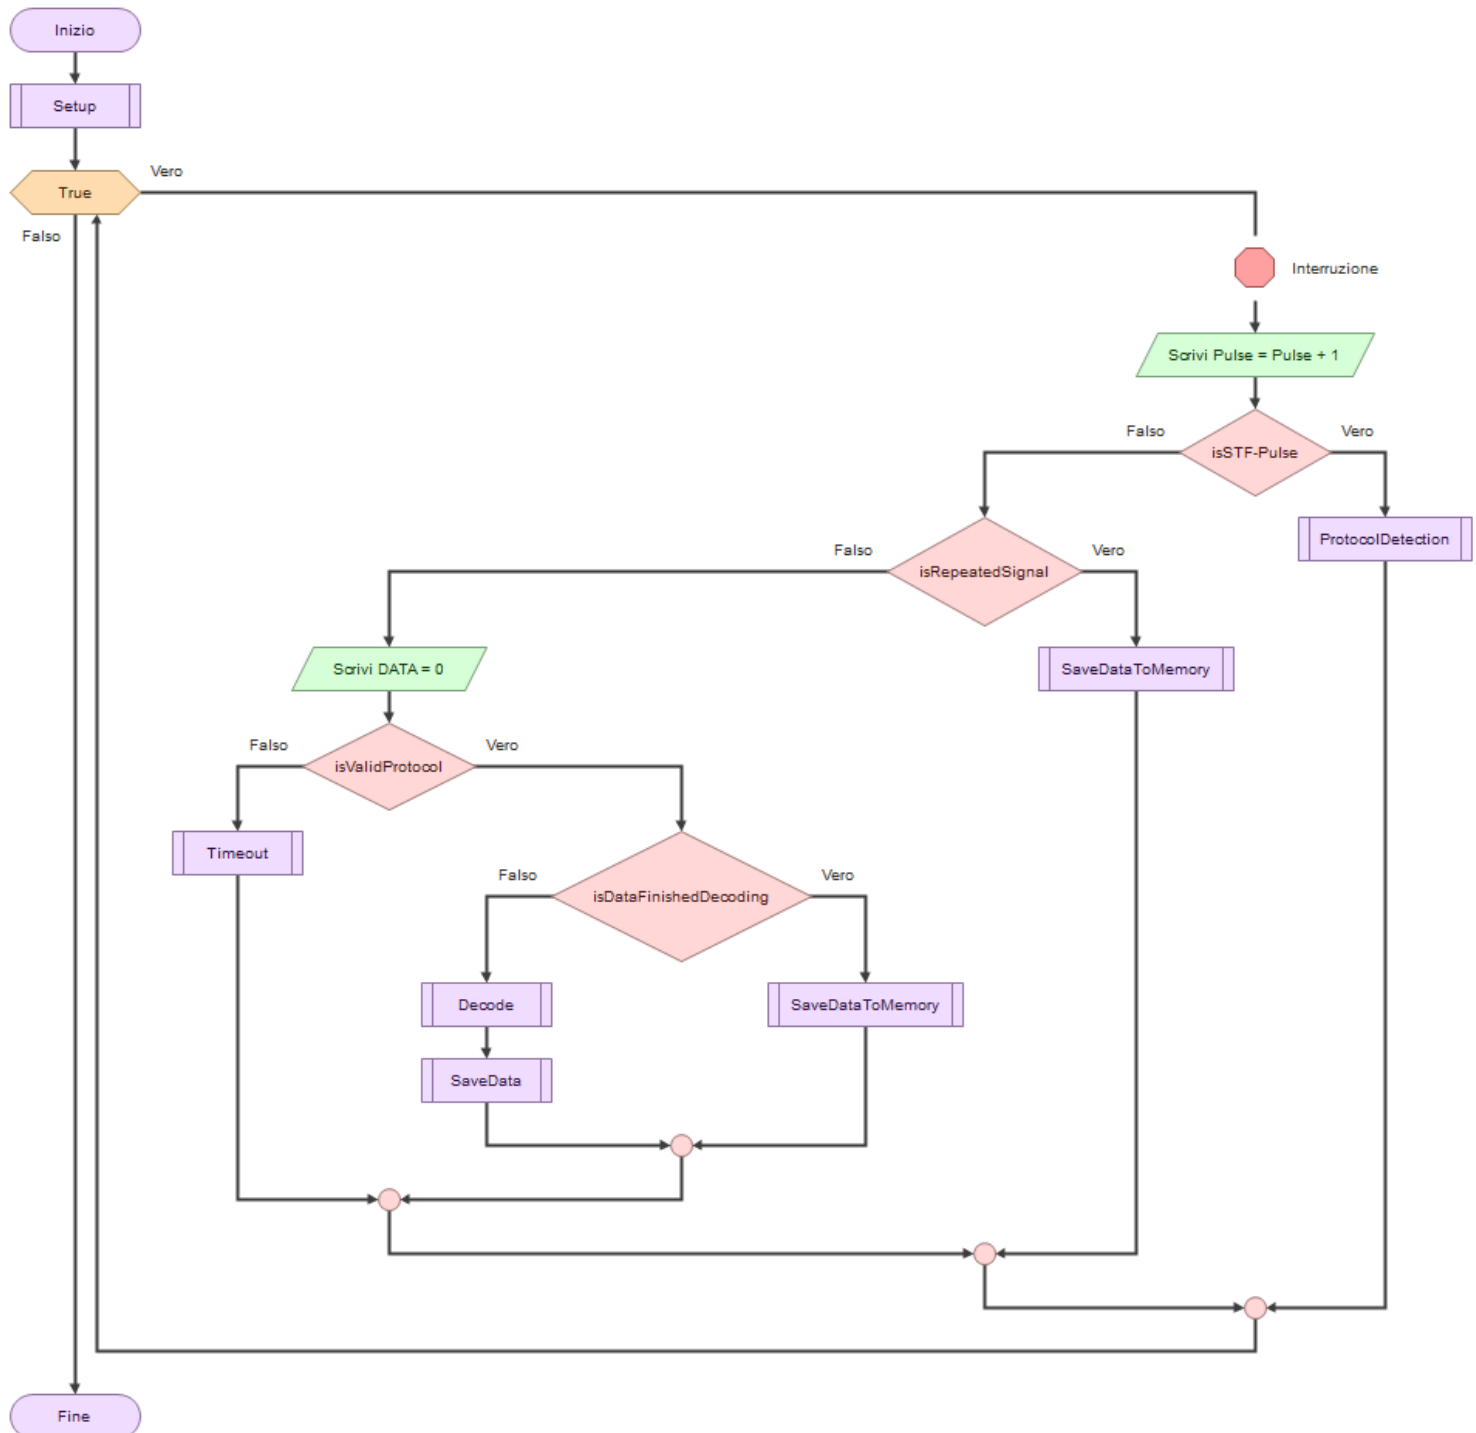 Inizio
Setup
Vero
True
Falso
Interruzione
Scrivi Pulse = Pulse + 1
Falso
Vero
isSTF-Pulse
ProtocolDetection
Falso
Vero
isRepeatedSignal
Scrivi DATA = 0
SaveDataToMemory
Falso
Vero
isValidProtocol
Timeout
Falso
Vero
isDataFinishedDecoding
Decode
SaveDataToMemory
SaveData
Fine